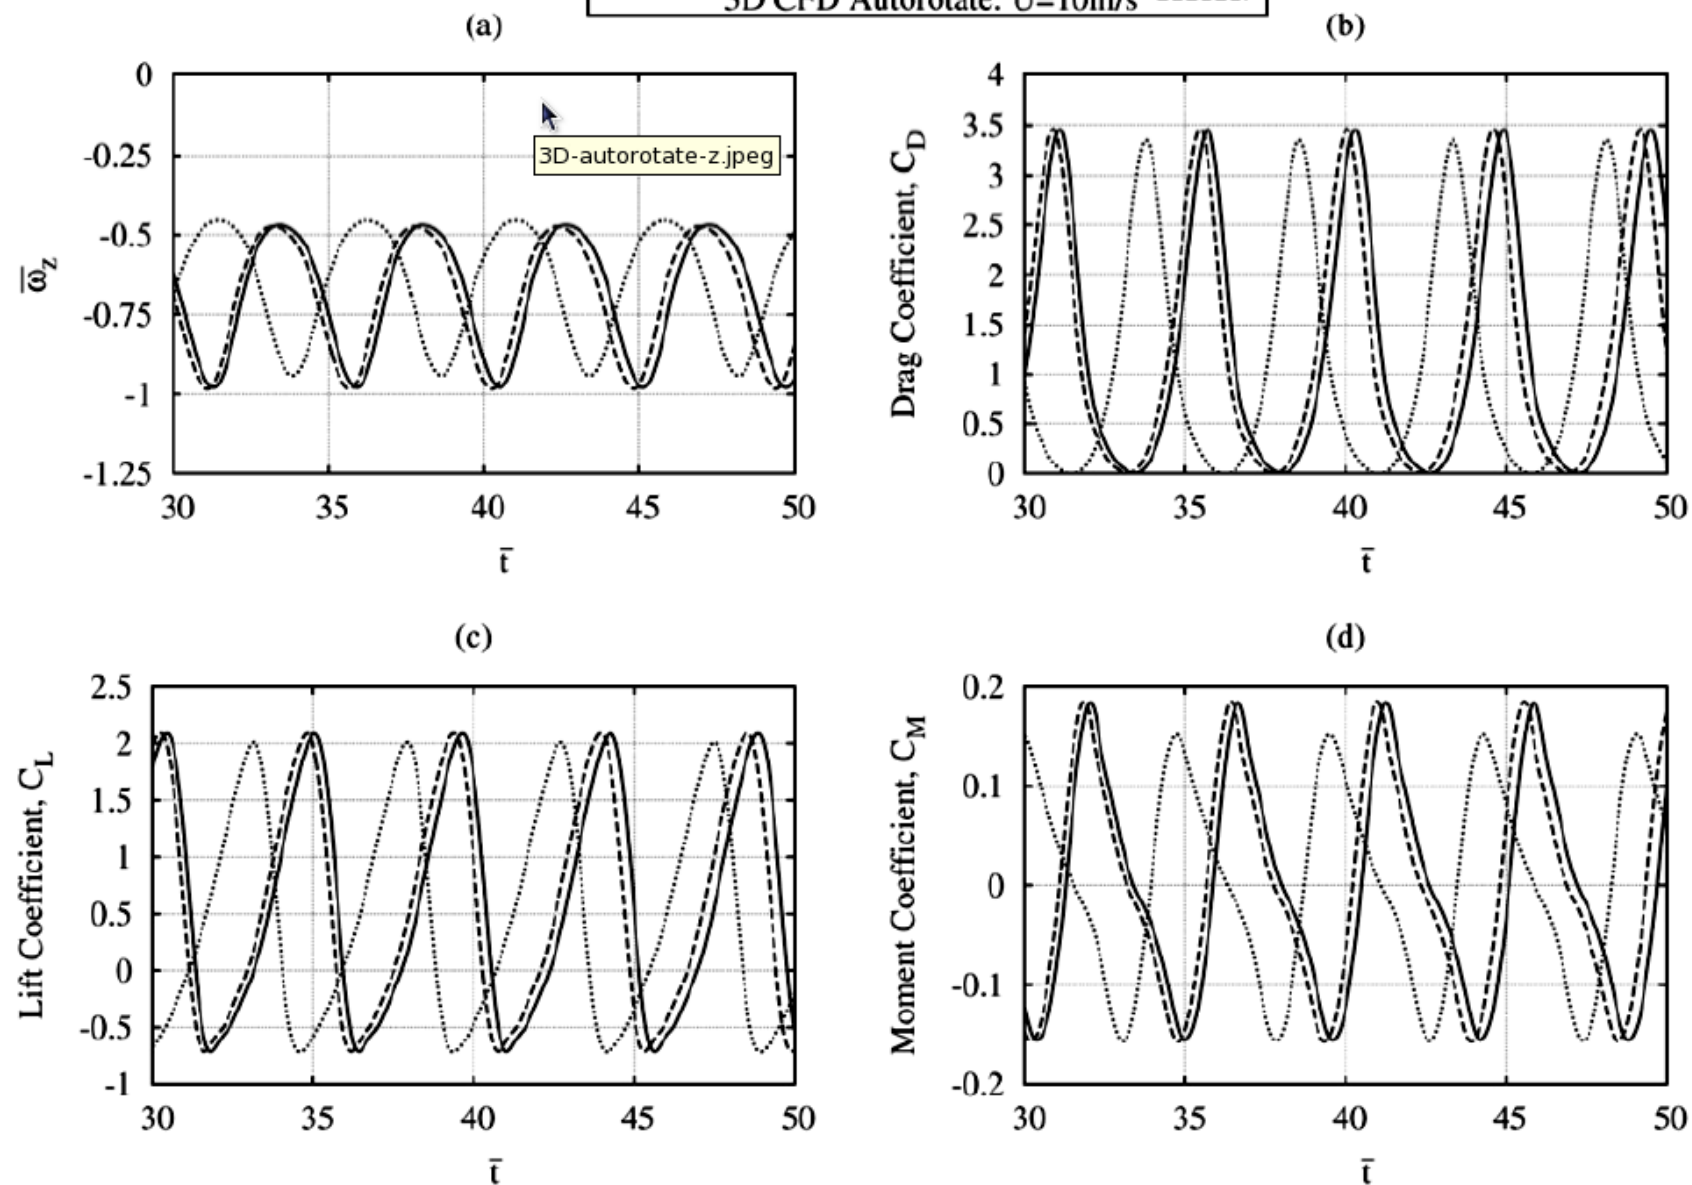 3D CFD Autorotate: U=10m/s
(a)
0
-0.25
-0.5
-0.75
-1
-1.25
ω̅z
30 35 40 45 50
t̅
3D-autorotate-z.jpeg
(b)
4
3.5
3
2.5
2
1.5
1
0.5
0
Drag Coefficient, CD
30 35 40 45 50
t̅
(c)
2.5
2
1.5
1
0.5
0
-0.5
-1
Lift Coefficient, CL
30 35 40 45 50
t̅
(d)
0.2
0.1
0
-0.1
-0.2
Moment Coefficient, CM
30 35 40 45 50
t̅